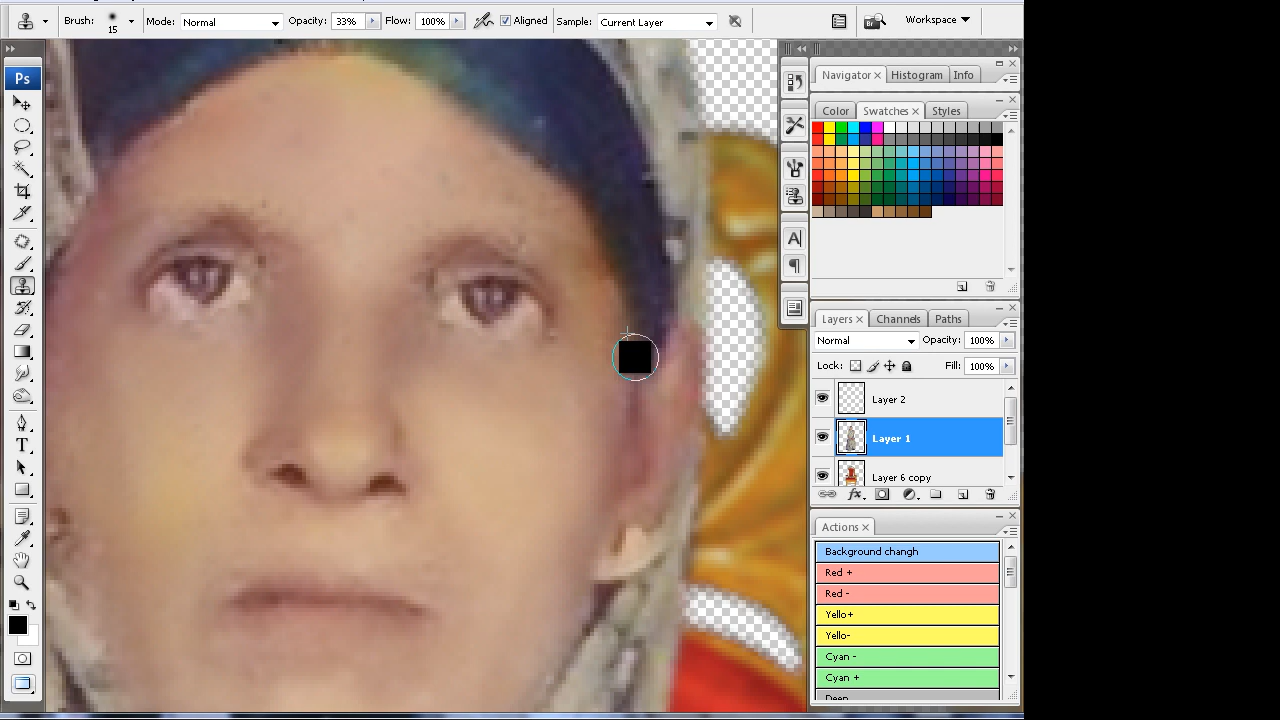 Brush: 15 Mode: Normal Opacity: 33% Flow: 100% Aligned Sample: Current Layer Workspace
Ps
Navigator × Histogram Info
Color Swatches × Styles
Layers × Channels Paths
Normal Opacity: 100%
Lock: Fill: 100%
Layer 2
Layer 1
Layer 6 copy
Actions ×
Background changh
Red +
Red -
Yello+
Yello-
Cyan -
Cyan +
Deep